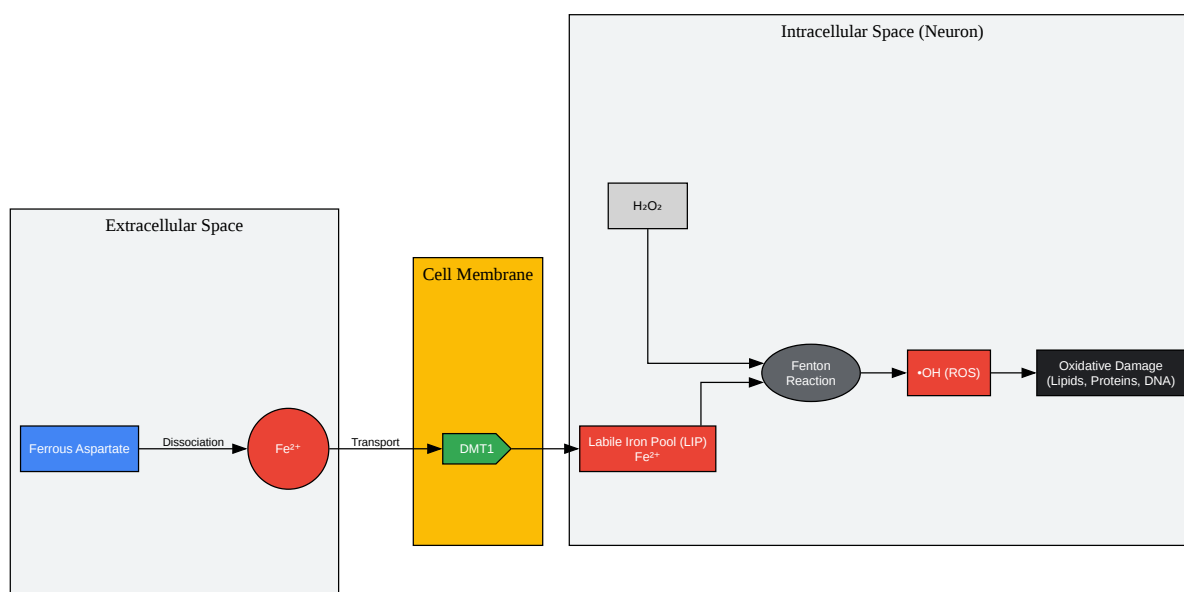 Intracellular Space (Neuron)
H₂O₂
Extracellular Space
Cell Membrane
Fenton
Reaction
•OH (ROS)
Oxidative Damage
(Lipids, Proteins, DNA)
Ferrous Aspartate
Dissociation
Fe²⁺
Transport
DMT1
Labile Iron Pool (LIP)
Fe²⁺